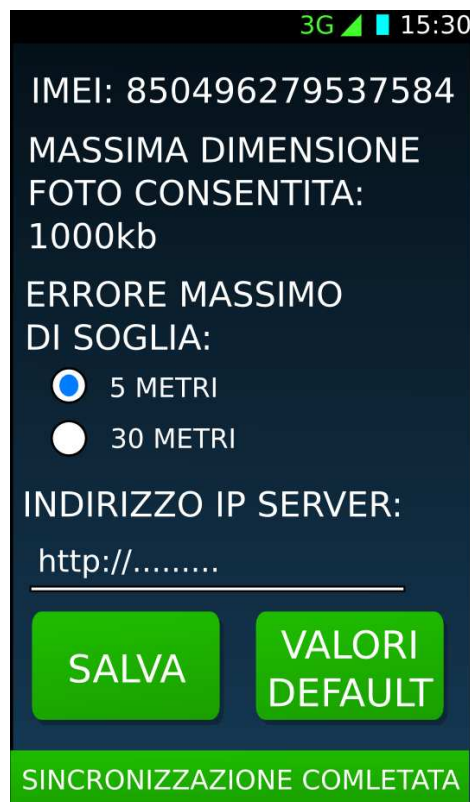 3G 15:30
IMEI: 850496279537584
MASSIMA DIMENSIONE
FOTO CONSENTITA:
1000kb
ERRORE MASSIMO
DI SOGLIA:
5 METRI
30 METRI
INDIRIZZO IP SERVER:
http://.........
SALVA
VALORI
DEFAULT
SINCRONIZZAZIONE COMLETATA